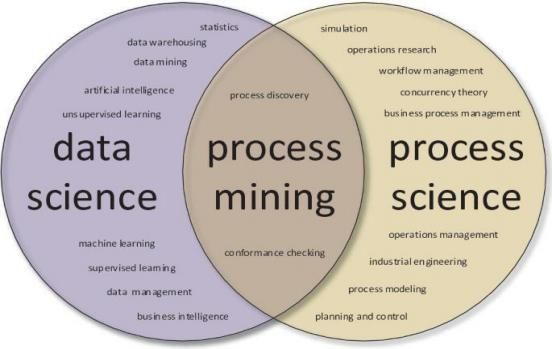 statistics
data warehousing
data mining
artificial intelligence
unsupervised learning
data
science
machine learning
supervised learning
data management
business intelligence
process discovery
process
mining
conformance checking
simulation
operations research
workflow management
concurrency theory
business process management
process
science
operations management
industrial engineering
process modeling
planning and control